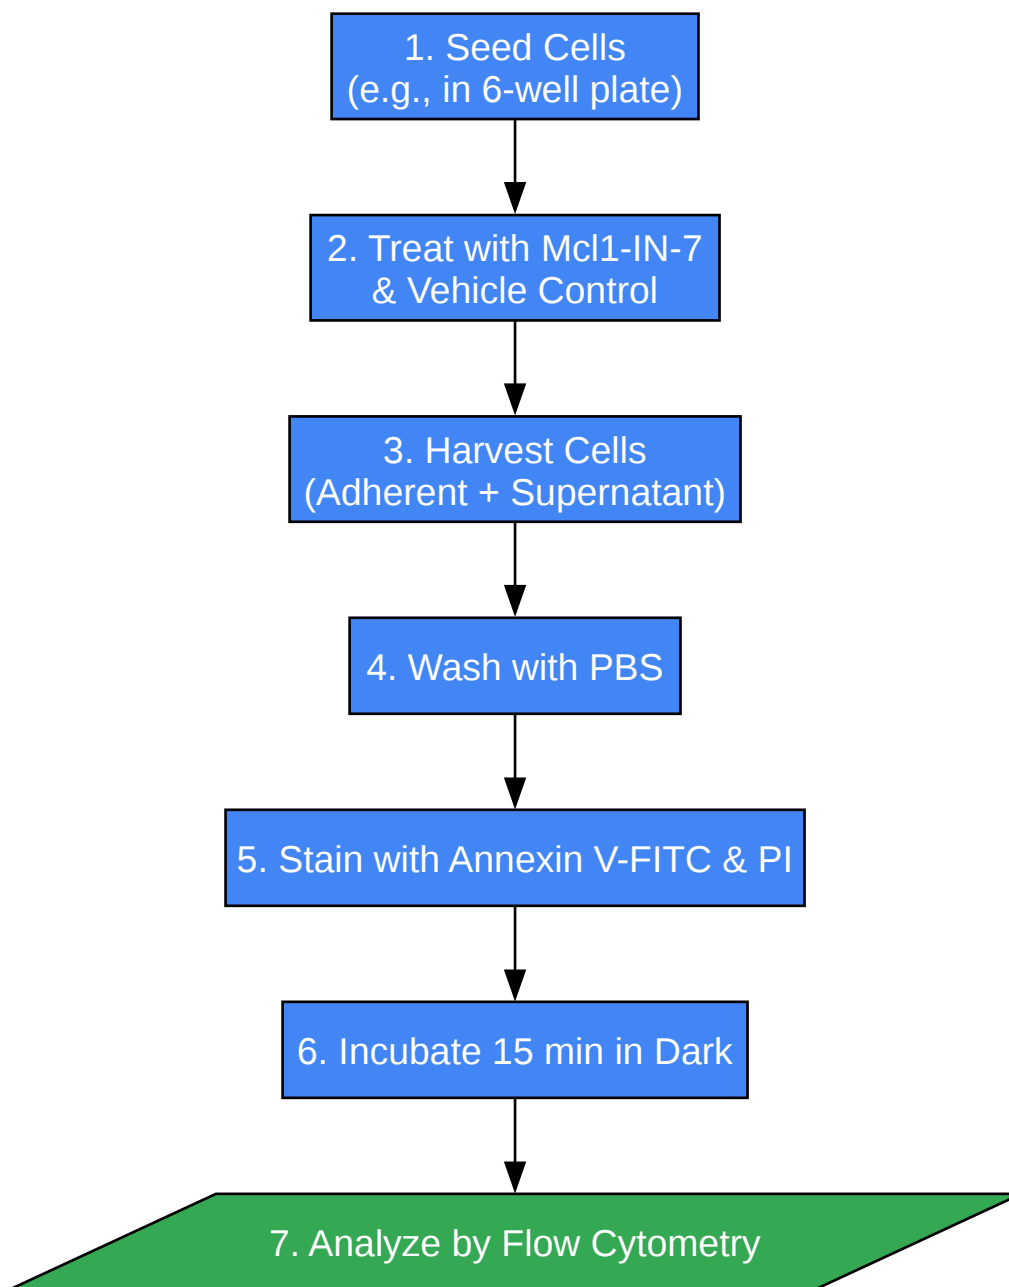 1. Seed Cells
(e.g., in 6-well plate)
2. Treat with Mcl1-IN-7
& Vehicle Control
3. Harvest Cells
(Adherent + Supernatant)
4. Wash with PBS
5. Stain with Annexin V-FITC & PI
6. Incubate 15 min in Dark
7. Analyze by Flow Cytometry